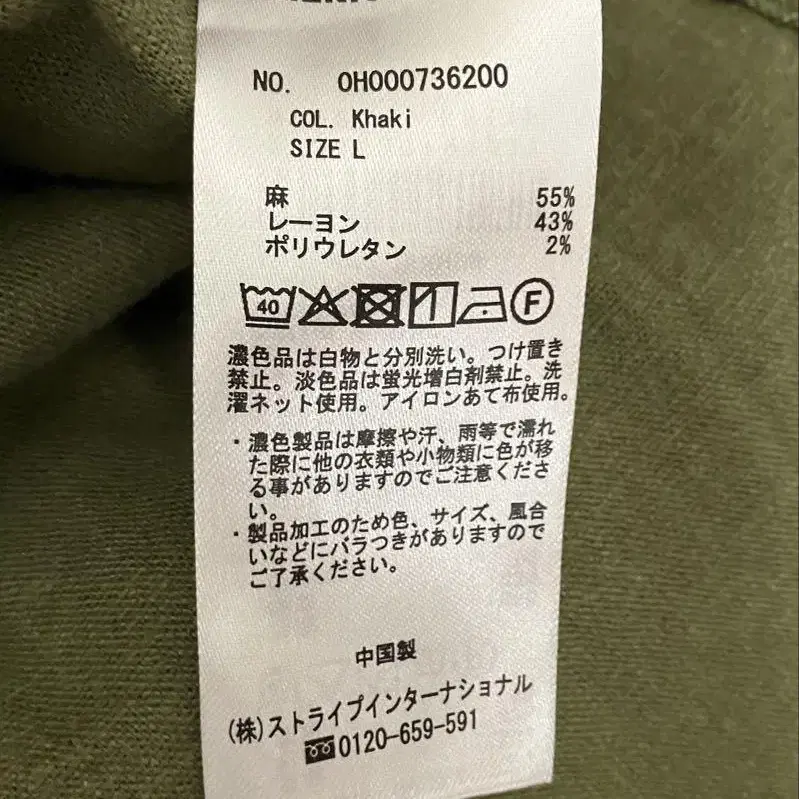 NO. OH000736200
COL. Khaki
SIZE L
麻 55%
レーヨン 43%
ポリウレタン 2%
40 F
濃色品は白物と分別洗い。つけ置き
禁止。淡色品は蛍光増白剤禁止。洗
濯ネット使用。アイロンあて布使用。
・濃色製品は摩擦や汗、雨等で濡れ
た際に他の衣類や小物類に色が移
る事がありますのでご注意くださ
い。
・製品加工のため色、サイズ、風合
いなどにバラつきがありますので
ご了承ください。
中国製
(株)ストライプインターナショナル
0120-659-591